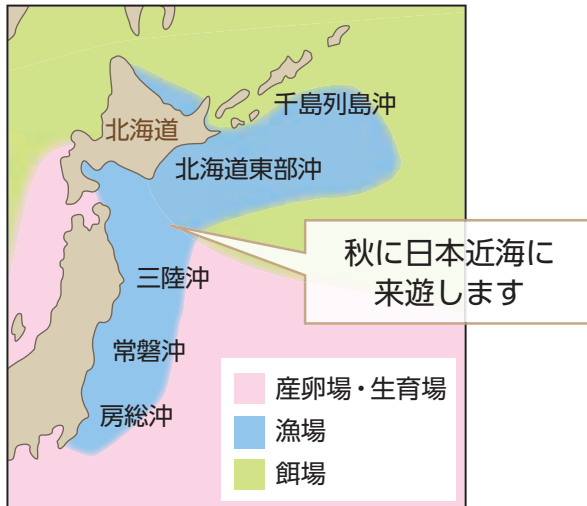 千島列島沖
北海道
北海道東部沖
秋に日本近海に
来遊します
三陸沖
常磐沖
房総沖
産卵場・生育場
漁場
餌場